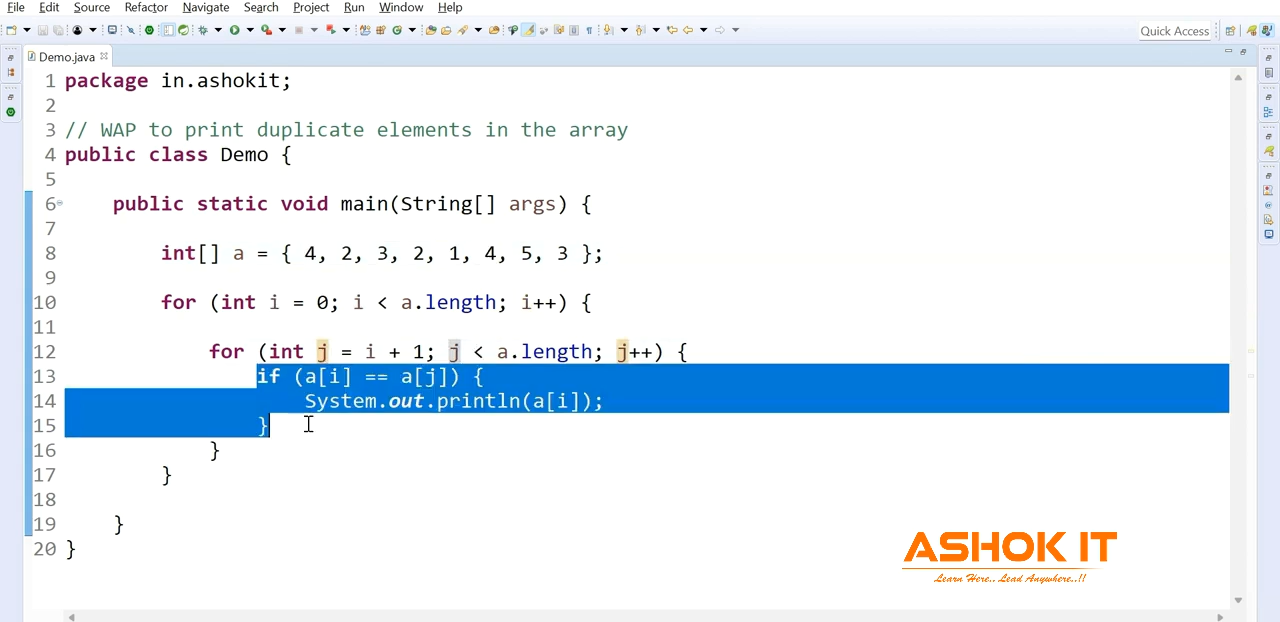 File Edit Source Refactor Navigate Search Project Run Window Help
Quick Access
Demo.java
1 package in.ashokit;
2
3 // WAP to print duplicate elements in the array
4 public class Demo {
5
6 public static void main(String[] args) {
7
8 int[] a = { 4, 2, 3, 2, 1, 4, 5, 3 };
9
10 for (int i = 0; i < a.length; i++) {
11
12 for (int j = i + 1; j < a.length; j++) {
13 if (a[i] == a[j]) {
14 System.out.println(a[i]);
15 }
16 }
17 }
18
19 }
20 }
ASHOK IT
Learn Here.. Lead Anywhere..!!